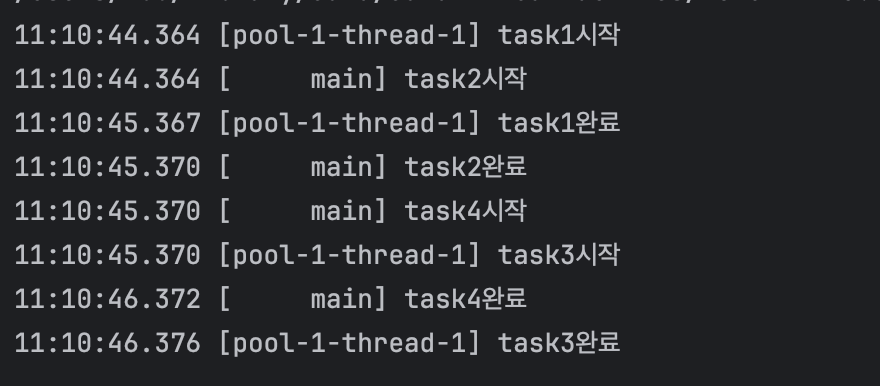 11:10:44.364 [pool-1-thread-1] task1시작
11:10:44.364 [      main] task2시작
11:10:45.367 [pool-1-thread-1] task1완료
11:10:45.370 [      main] task2완료
11:10:45.370 [      main] task4시작
11:10:45.370 [pool-1-thread-1] task3시작
11:10:46.372 [      main] task4완료
11:10:46.376 [pool-1-thread-1] task3완료